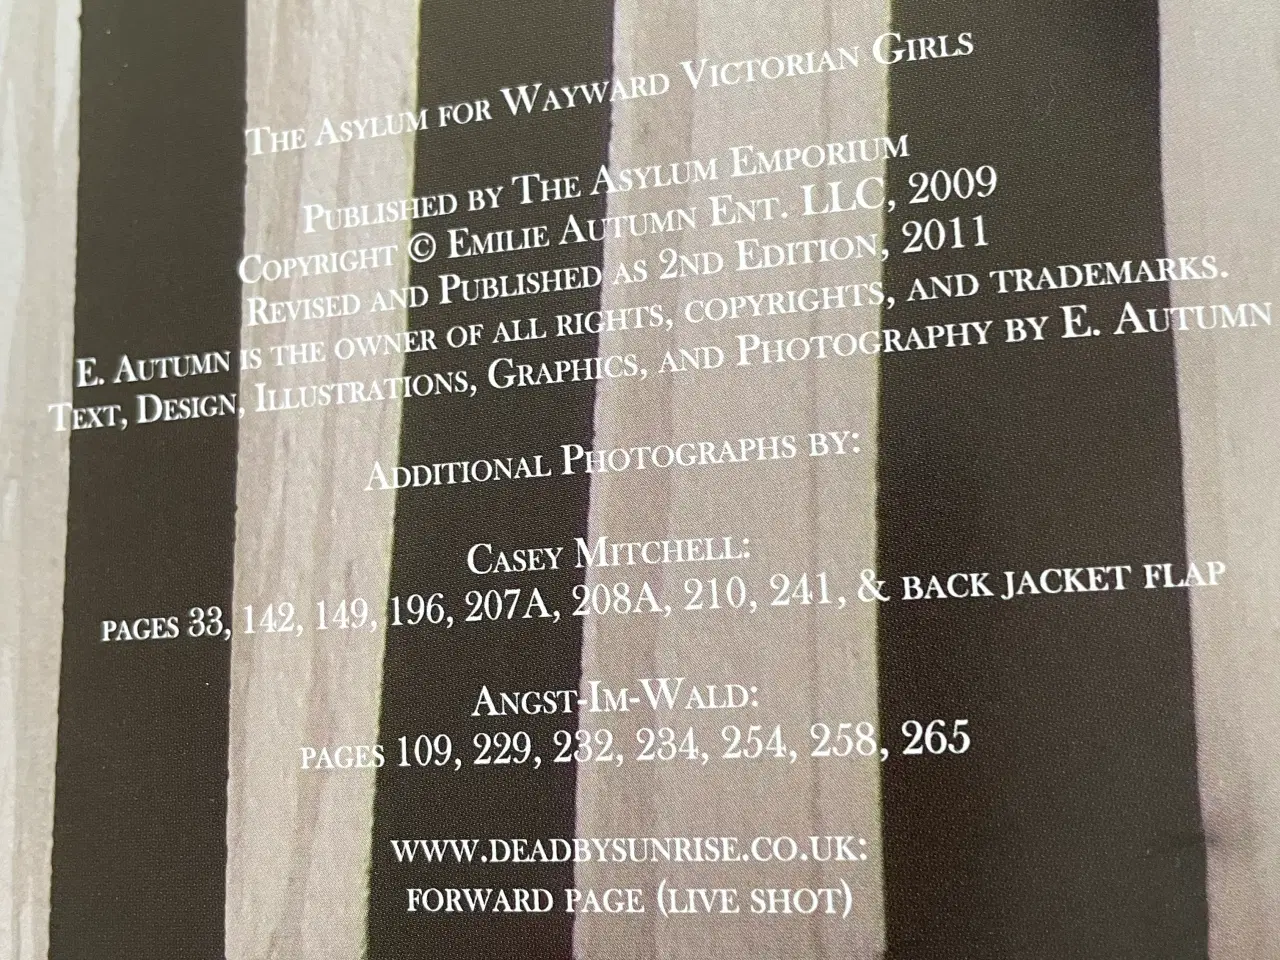 The Asylum for Wayward Victorian Girls
Published by The Asylum Emporium
Copyright © Emilie Autumn Ent. LLC, 2009
Revised and Published as 2nd Edition, 2011
E. Autumn is the owner of all rights, copyrights, and trademarks.
Text, Design, Illustrations, Graphics, and Photography by E. Autumn
Additional Photographs by:
Casey Mitchell:
pages 33, 142, 149, 196, 207A, 208A, 210, 241, & back jacket flap
Angst-Im-Wald:
pages 109, 229, 232, 234, 254, 258, 265
www.deadbysunrise.co.uk:
forward page (live shot)